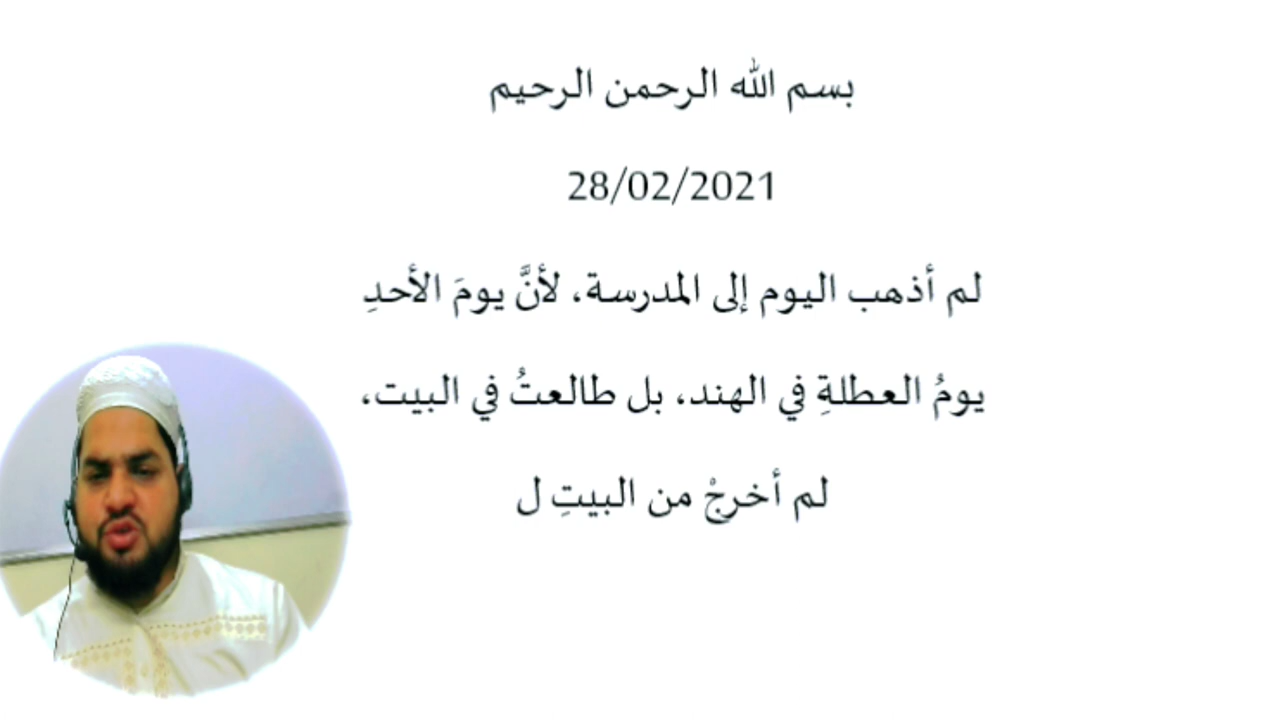 بسم الله الرحمن الرحيم
28/02/2021
لم أذهب اليوم إلى المدرسة، لأنَّ يومَ الأحدِ
يومُ العطلةِ في الهند، بل طالعتُ في البيت،
لم أخرجْ من البيتِ ل